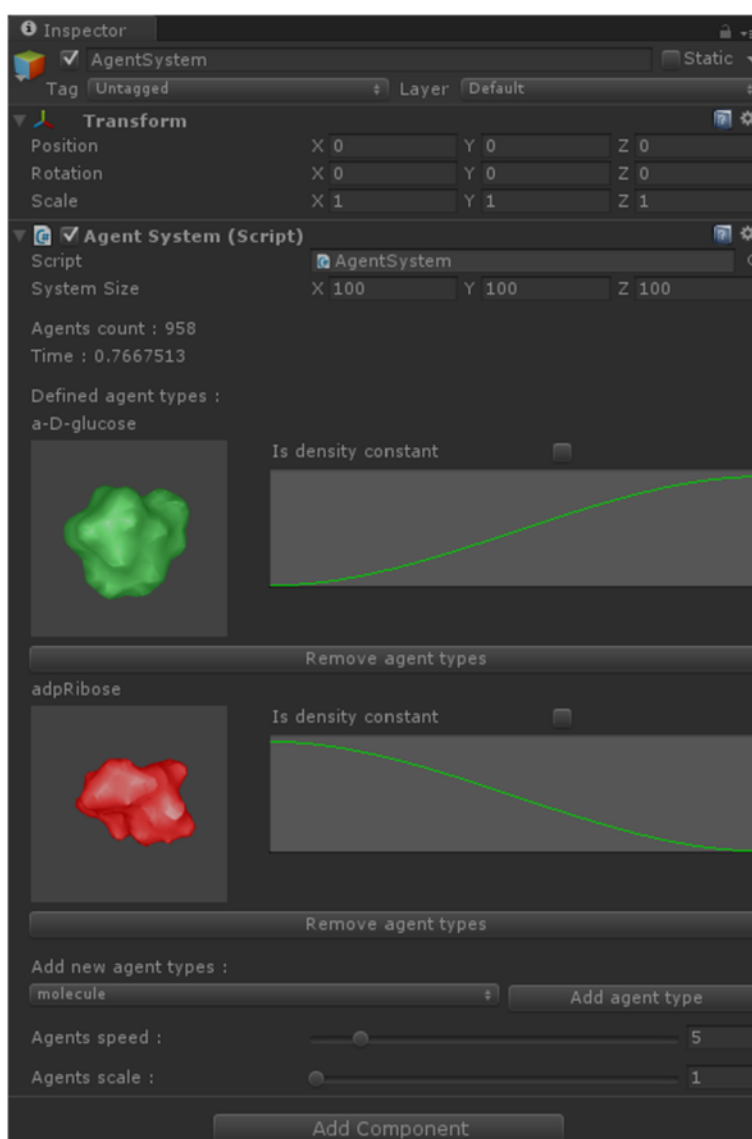 Inspector
AgentSystem Static
Tag Untagged Layer Default
Transform
Position X 0 Y 0 Z 0
Rotation X 0 Y 0 Z 0
Scale X 1 Y 1 Z 1
Agent System (Script)
Script AgentSystem
System Size X 100 Y 100 Z 100
Agents count : 958
Time : 0.7667513
Defined agent types :
a-D-glucose
Is density constant
Remove agent types
adpRibose
Is density constant
Remove agent types
Add new agent types :
molecule Add agent type
Agents speed : 5
Agents scale : 1
Add Component